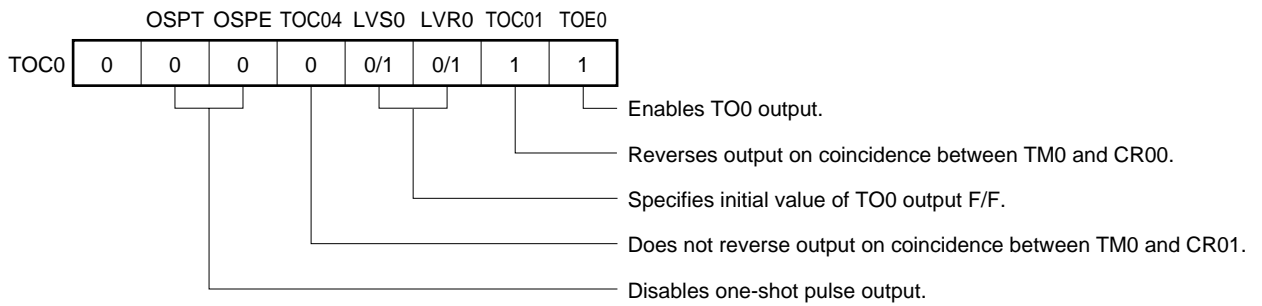 OSPT OSPE TOC04 LVS0 LVR0 TOC01 TOE0
TOC0 0 0 0 0 0/1 0/1 1 1
Enables TO0 output.
Reverses output on coincidence between TM0 and CR00.
Specifies initial value of TO0 output F/F.
Does not reverse output on coincidence between TM0 and CR01.
Disables one-shot pulse output.